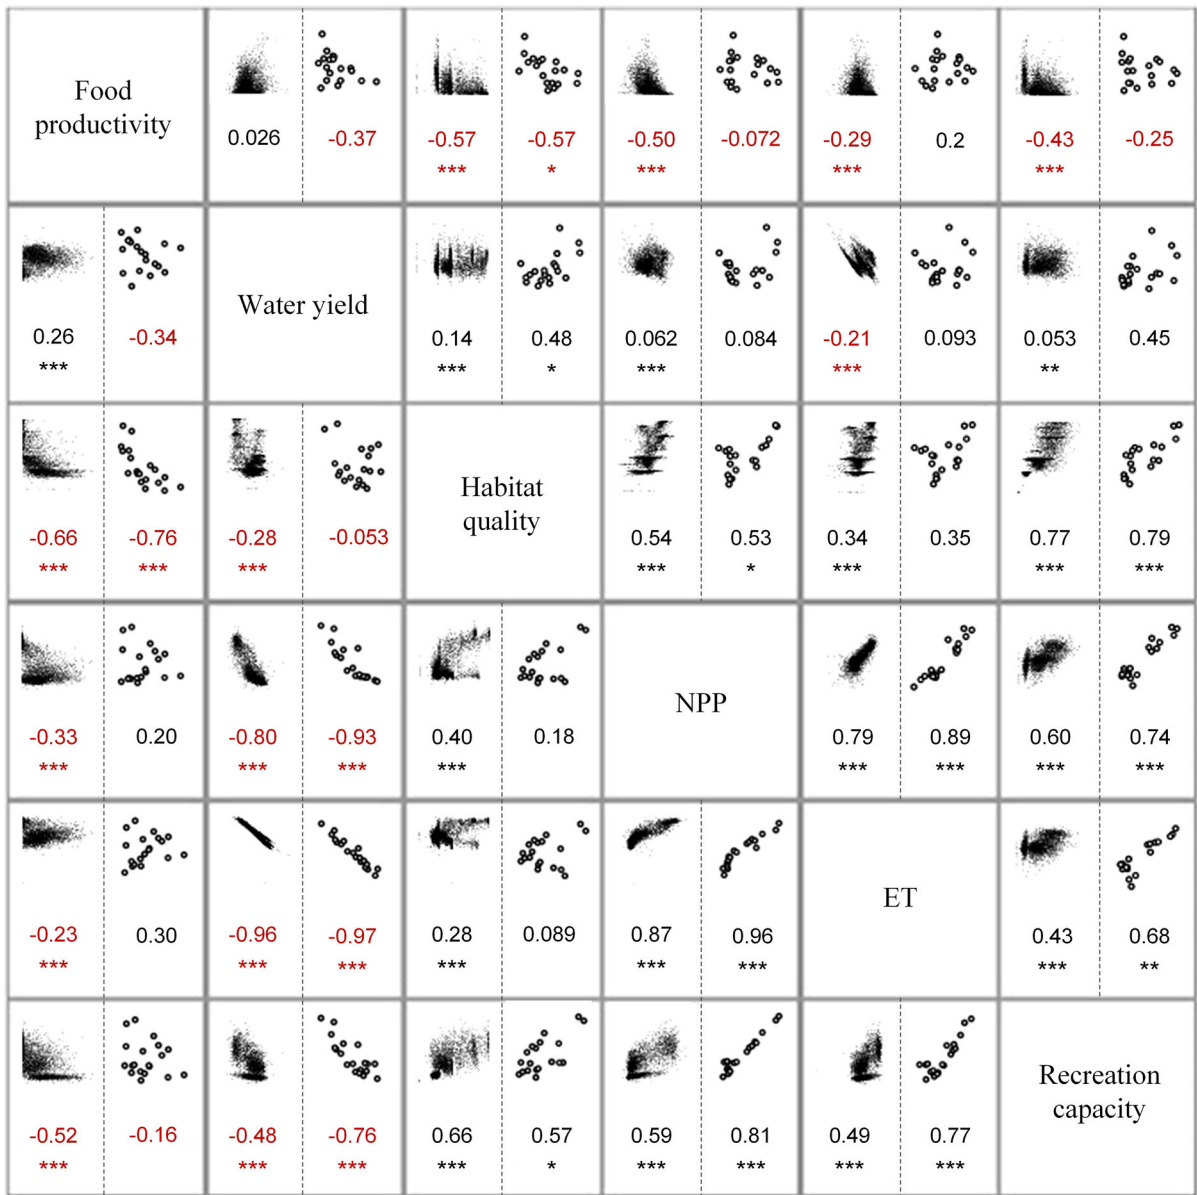 Food
productivity
0.026 -0.37 -0.57 -0.57 -0.50 -0.072 -0.29 0.2 -0.43 -0.25
*** * *** *** ***
Water yield
0.26 -0.34 0.14 0.48 0.062 0.084 -0.21 0.093 0.053 0.45
*** *** * *** *** **
Habitat
quality
-0.66 -0.76 -0.28 -0.053 0.54 0.53 0.34 0.35 0.77 0.79
*** *** *** *** * *** *** ***
NPP
-0.33 0.20 -0.80 -0.93 0.40 0.18 0.79 0.89 0.60 0.74
*** *** *** *** *** *** *** ***
ET
-0.23 0.30 -0.96 -0.97 0.28 0.089 0.87 0.96 0.43 0.68
*** *** *** *** *** *** *** **
Recreation
capacity
-0.52 -0.16 -0.48 -0.76 0.66 0.57 0.59 0.81 0.49 0.77
*** *** *** *** * *** *** *** ***